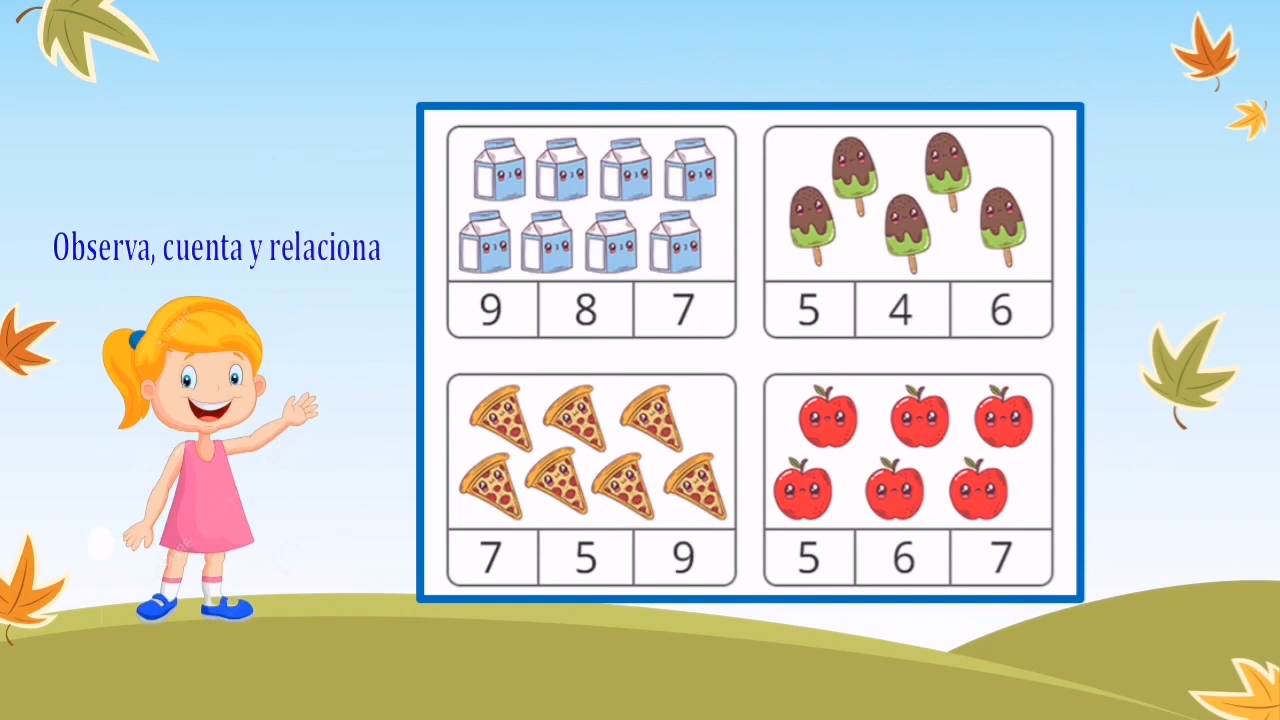 Observa, cuenta y relaciona
9 8 7
5 4 6
7 5 9
5 6 7